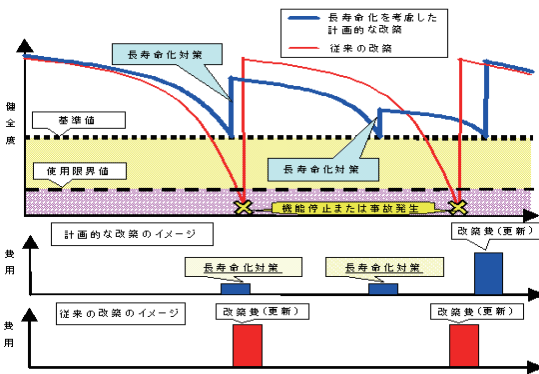 長寿命化を考慮した
計画的な改築
従来の改築
長寿命化対策
健全度
基準値
長寿命化対策
使用限界値
機能停止または事故発生
計画的な改築のイメージ
改築費(更新)
費用
長寿命化対策
長寿命化対策
従来の改築のイメージ
改築費(更新)
改築費(更新)
費用